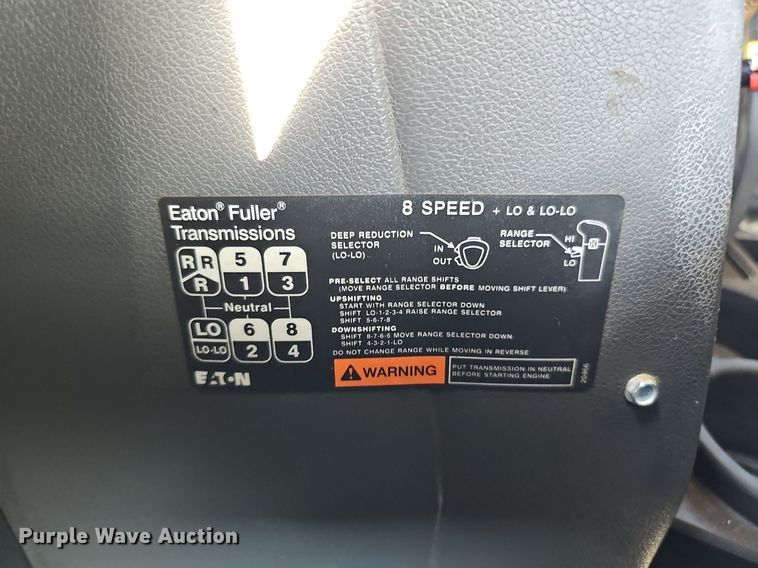 Eaton® Fuller®
Transmissions
8 SPEED + LO & LO-LO
DEEP REDUCTION
SELECTOR
(LO-LO)
IN
OUT
RANGE
SELECTOR
HI
LO
R R 5 7
R 1 3
Neutral
LO 6 8
LO-LO 2 4
PRE-SELECT ALL RANGE SHIFTS
(MOVE RANGE SELECTOR BEFORE MOVING SHIFT LEVER)
UPSHIFTING
START WITH RANGE SELECTOR DOWN
SHIFT LO-1-2-3-4 RAISE RANGE SELECTOR
SHIFT 5-6-7-8
DOWNSHIFTING
SHIFT 8-7-6-5 MOVE RANGE SELECTOR DOWN
SHIFT 4-3-2-1-LO
DO NOT CHANGE RANGE WHILE MOVING IN REVERSE
EATON
WARNING
PUT TRANSMISSION IN NEUTRAL
BEFORE STARTING ENGINE
20466
Purple Wave Auction